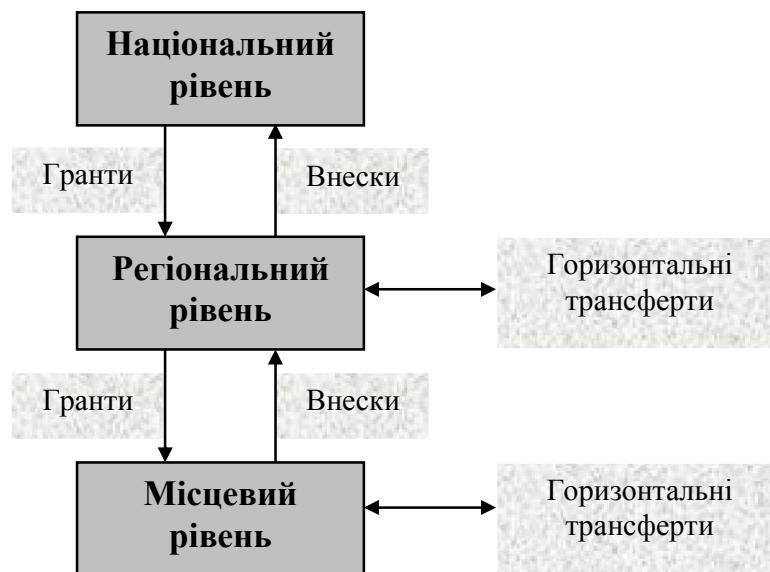 Національний
рівень
Гранти
Внески
Регіональний
рівень
Горизонтальні
трансферти
Гранти
Внески
Місцевий
рівень
Горизонтальні
трансферти